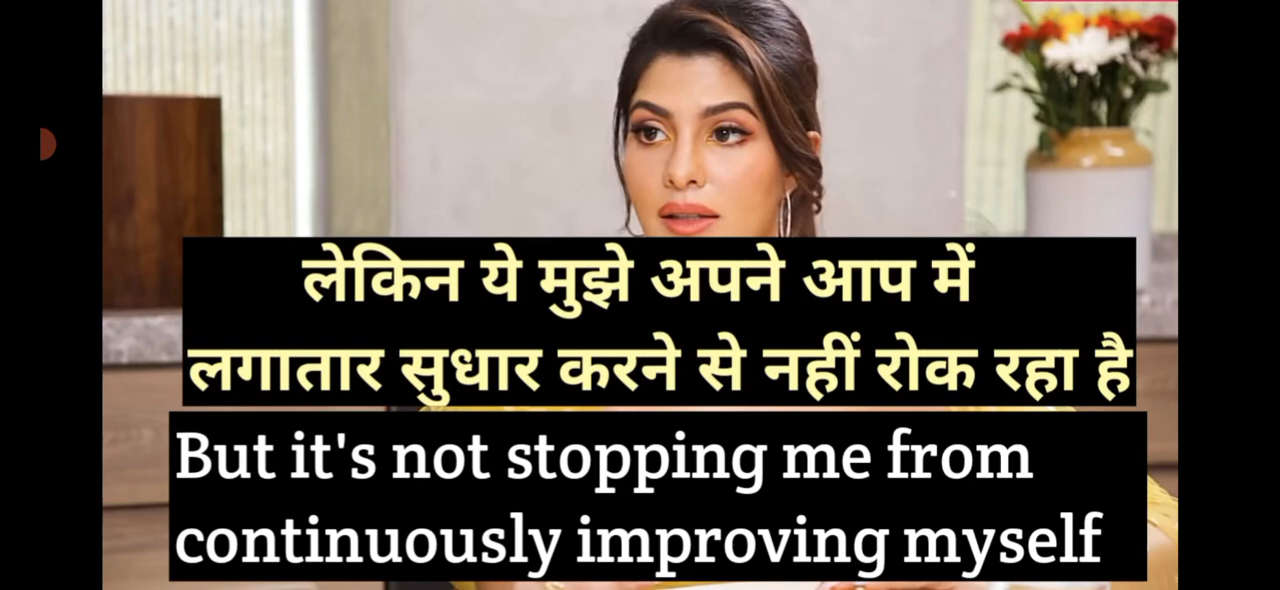 लेकिन ये मुझे अपने आप में
लगातार सुधार करने से नहीं रोक रहा है
But it's not stopping me from
continuously improving myself